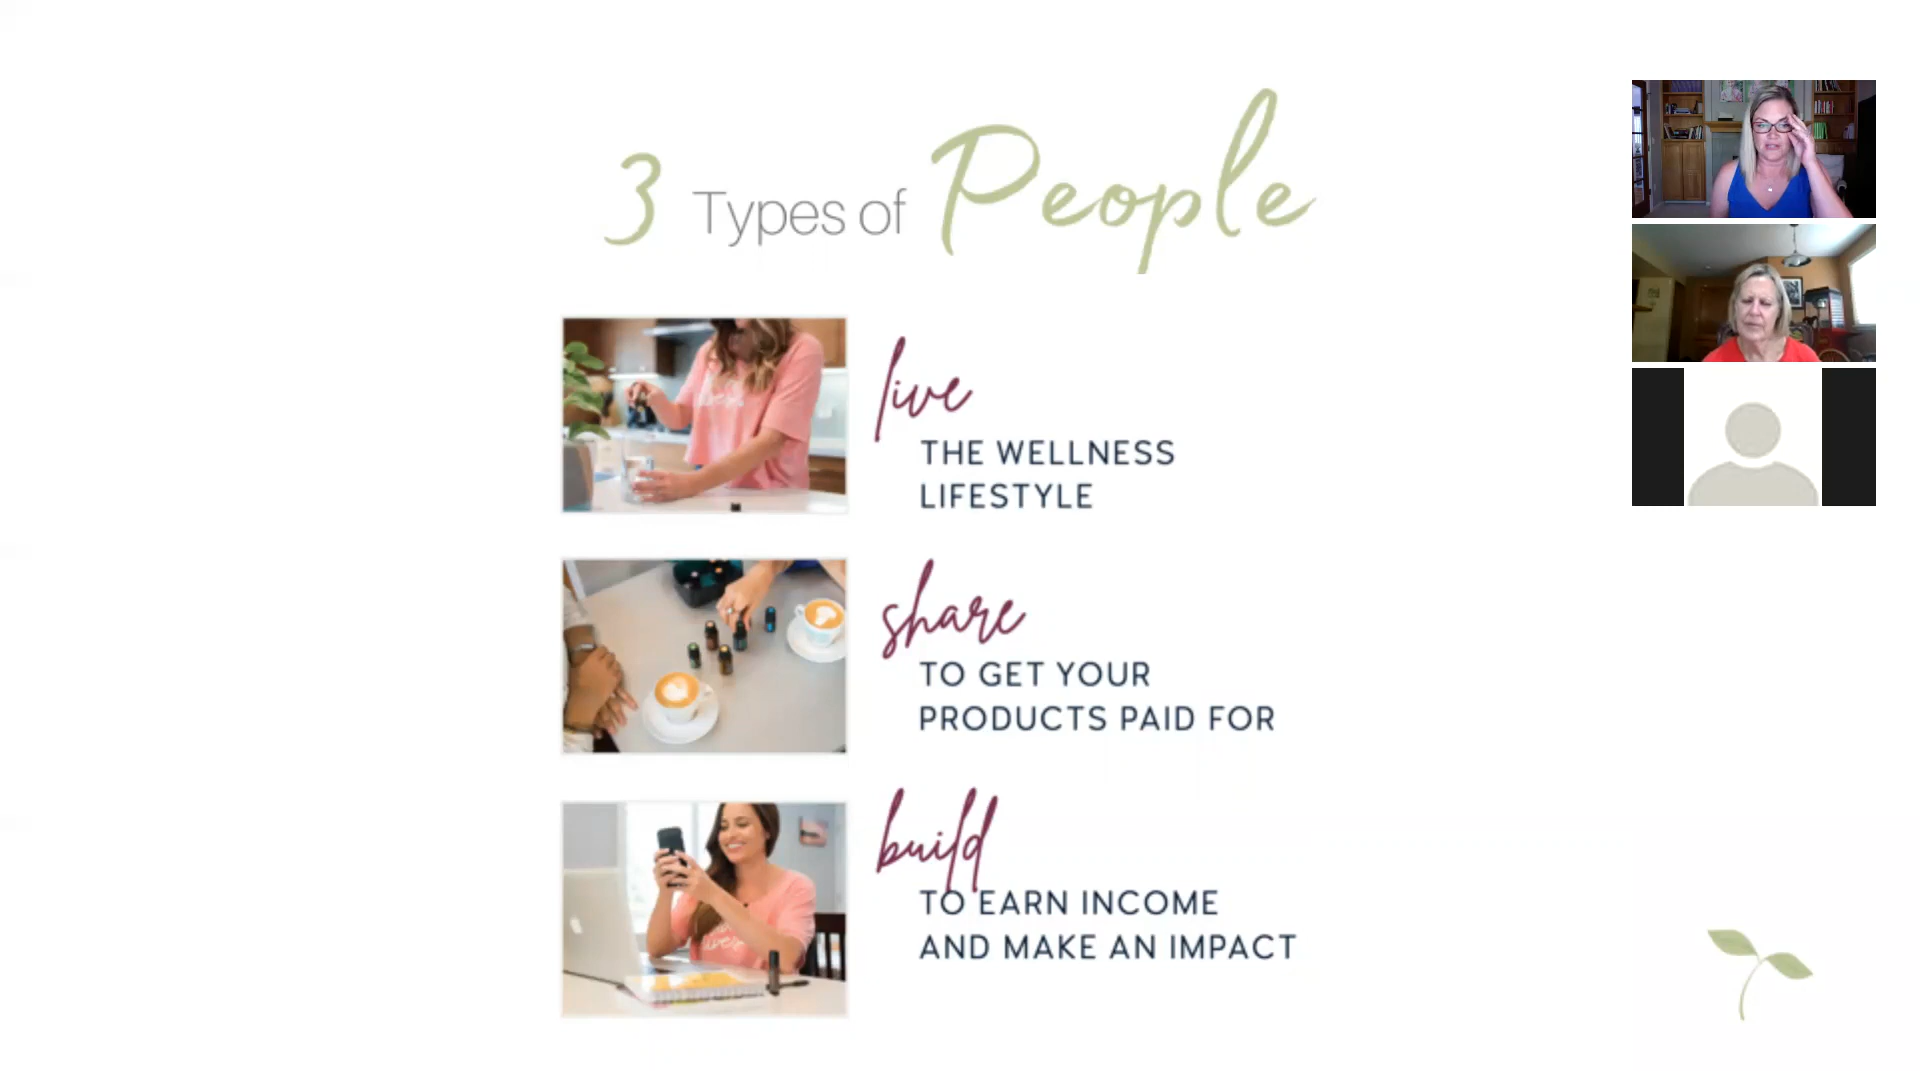 3 Types of People
live
THE WELLNESS
LIFESTYLE
share
TO GET YOUR
PRODUCTS PAID FOR
build
TO EARN INCOME
AND MAKE AN IMPACT